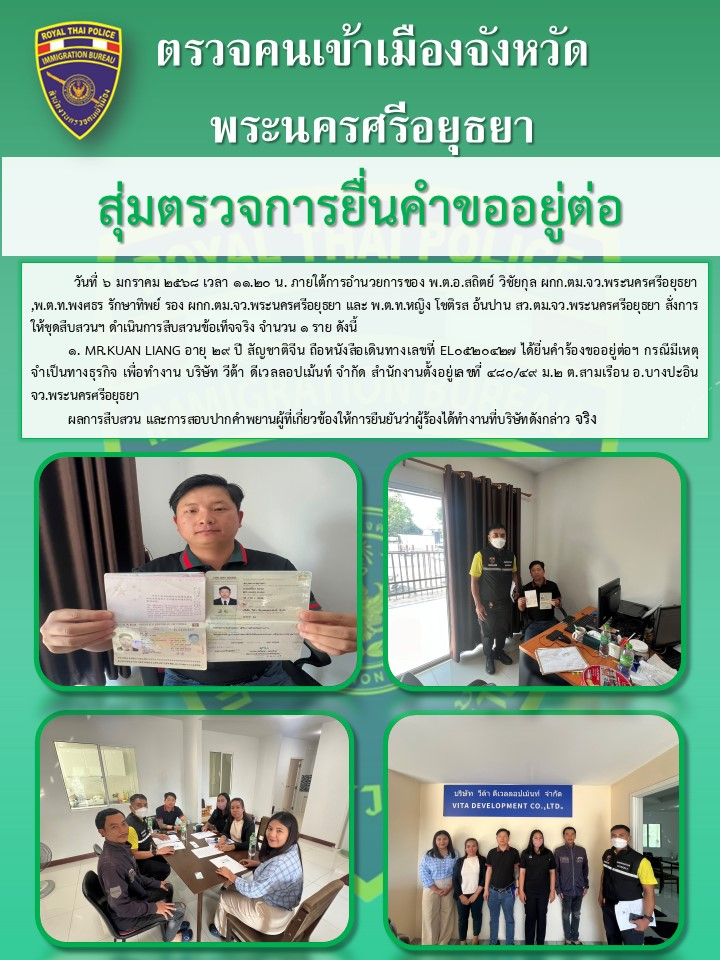 ROYAL THAI POLICE
IMMIGRATION BUREAU
สำนักงานตรวจคนเข้าเมือง
ตรวจคนเข้าเมืองจังหวัด
พระนครศรีอยุธยา
สุ่มตรวจการยื่นคำขออยู่ต่อ
วันที่ ๖ มกราคม ๒๕๖๘ เวลา ๑๑.๒๐ น. ภายใต้การอำนวยการของ พ.ต.อ.สถิตย์ วิชัยกุล ผกก.ตม.จว.พระนครศรีอยุธยา
,พ.ต.ท.พงศธร รักษาทิพย์ รอง ผกก.ตม.จว.พระนครศรีอยุธยา และ พ.ต.ท.หญิง โชติรส อ้นปาน สว.ตม.จว.พระนครศรีอยุธยา สั่งการ
ให้ชุดสืบสวนฯ ดำเนินการสืบสวนข้อเท็จจริง จำนวน ๑ ราย ดังนี้
๑. MR.KUAN LIANG อายุ ๒๙ ปี สัญชาติจีน ถือหนังสือเดินทางเลขที่ EL๐๕๒๐๔๒๗ ได้ยื่นคำร้องขออยู่ต่อฯ กรณีมีเหตุ
จำเป็นทางธุรกิจ เพื่อทำงาน บริษัท วีต้า ดีเวลลอปเม้นท์ จำกัด สำนักงานตั้งอยู่เลขที่ ๔๘๐/๔๙ ม.๒ ต.สามเรือน อ.บางปะอิน
จว.พระนครศรีอยุธยา
ผลการสืบสวน และการสอบปากคำพยานผู้ที่เกี่ยวข้องให้การยืนยันว่าผู้ร้องได้ทำงานที่บริษัทดังกล่าว จริง
บริษัท วีต้า ดีเวลลอปเม้นท์ จำกัด
VITA DEVELOPMENT CO.,LTD.